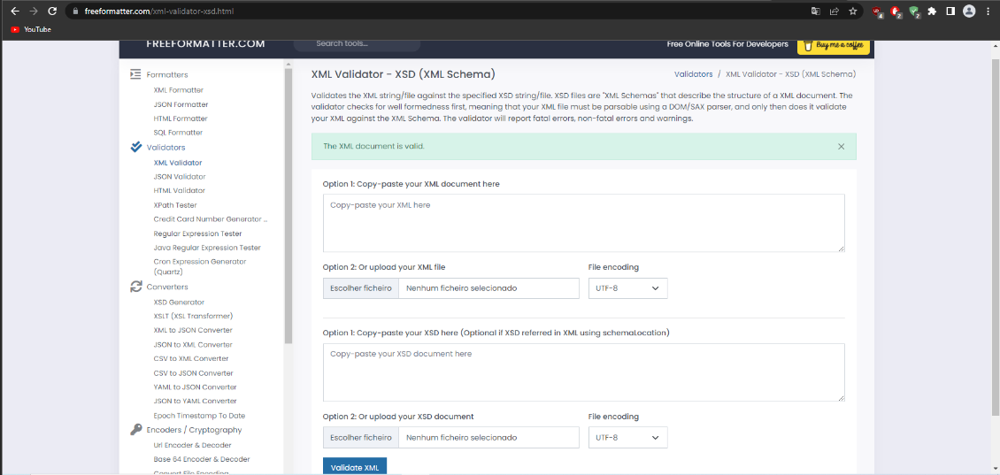 freeformatter.com/xml-validator-xsd.html
4
2
2
YouTube
FREEFORMATTER.COM
Search tools...
Free Online Tools For Developers
Buy me a coffee
Formatters
XML Formatter
JSON Formatter
HTML Formatter
SQL Formatter
Validators
XML Validator
JSON Validator
HTML Validator
XPath Tester
Credit Card Number Generator ...
Regular Expression Tester
Java Regular Expression Tester
Cron Expression Generator
(Quartz)
Converters
XSD Generator
XSLT (XSL Transformer)
XML to JSON Converter
JSON to XML Converter
CSV to XML Converter
CSV to JSON Converter
YAML to JSON Converter
JSON to YAML Converter
Epoch Timestamp To Date
Encoders / Cryptography
Url Encoder & Decoder
Base 64 Encoder & Decoder
Convert File Encoding
XML Validator - XSD (XML Schema)
Validators / XML Validator - XSD (XML Schema)
Validates the XML string/file against the specified XSD string/file. XSD files are "XML Schemas" that describe the structure of a XML document. The
validator checks for well formedness first, meaning that your XML file must be parsable using a DOM/SAX parser, and only then does it validate
your XML against the XML Schema. The validator will report fatal errors, non-fatal errors and warnings.
The XML document is valid.
Option 1: Copy-paste your XML document here
Copy-paste your XML here
Option 2: Or upload your XML file
File encoding
Escolher ficheiro Nenhum ficheiro selecionado
UTF-8
Option 1: Copy-paste your XSD here (Optional if XSD referred in XML using schemaLocation)
Copy-paste your XSD document here
Option 2: Or upload your XSD document
File encoding
Escolher ficheiro Nenhum ficheiro selecionado
UTF-8
Validate XML